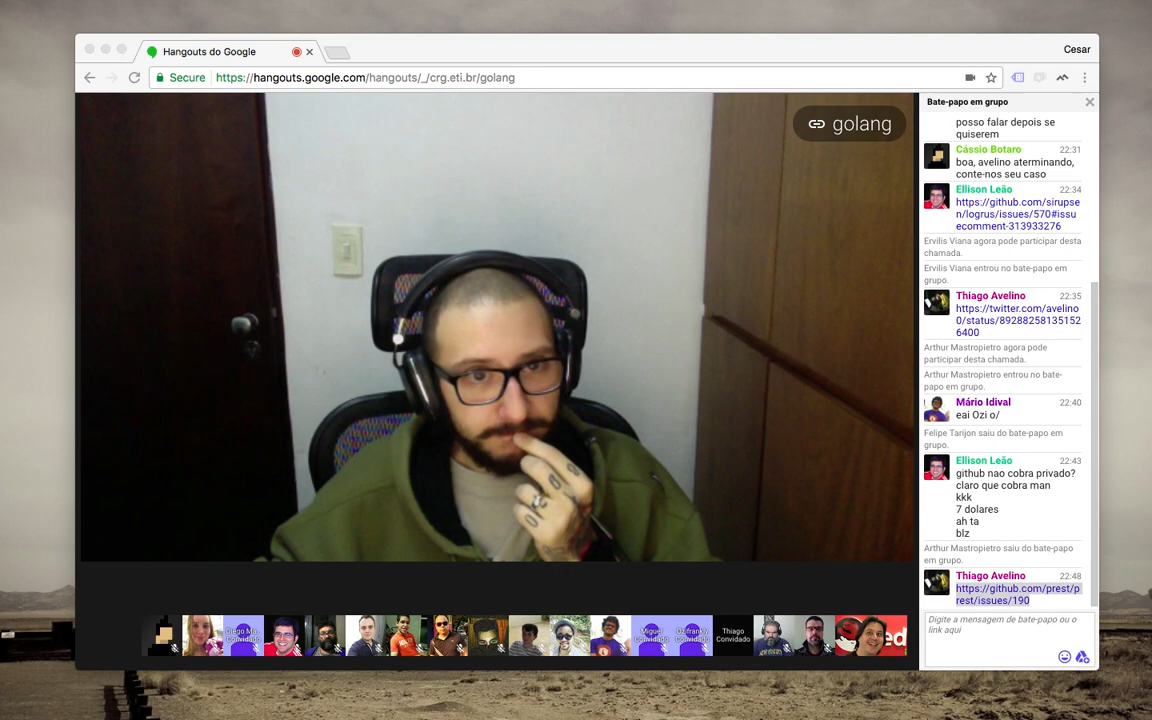 Hangouts do Google
Cesar
Secure
https://hangouts.google.com/hangouts/_/crg.eti.br/golang
golang
Bate-papo em grupo
posso falar depois se
quiserem
Cássio Botaro 22:31
boa, avelino aterminando,
conte-nos seu caso
Ellison Leão 22:34
https://github.com/sirupse
n/logrus/issues/570#issu
ecomment-313933276
Ervilis Viana agora pode participar desta
chamada.
Ervilis Viana entrou no bate-papo em
grupo.
Thiago Avelino 22:35
https://twitter.com/avelino
0/status/89288258135152
6400
Arthur Mastropietro agora pode
participar desta chamada.
Arthur Mastropietro entrou no bate-
papo em grupo.
Mário Idival 22:40
eai Ozi o/
Felipe Tarijon saiu do bate-papo em
grupo.
Ellison Leão 22:43
github nao cobra privado?
claro que cobra man
kkk
7 dolares
ah ta
blz
Arthur Mastropietro saiu do bate-papo
em grupo.
Thiago Avelino 22:48
https://github.com/prest/p
rest/issues/190
Digite a mensagem de bate-papo ou o
link aqui
Diego Ma...
Convidado
Miguel
Convidado
Ozifrankly
Convidado
Thiago
Convidado
ed